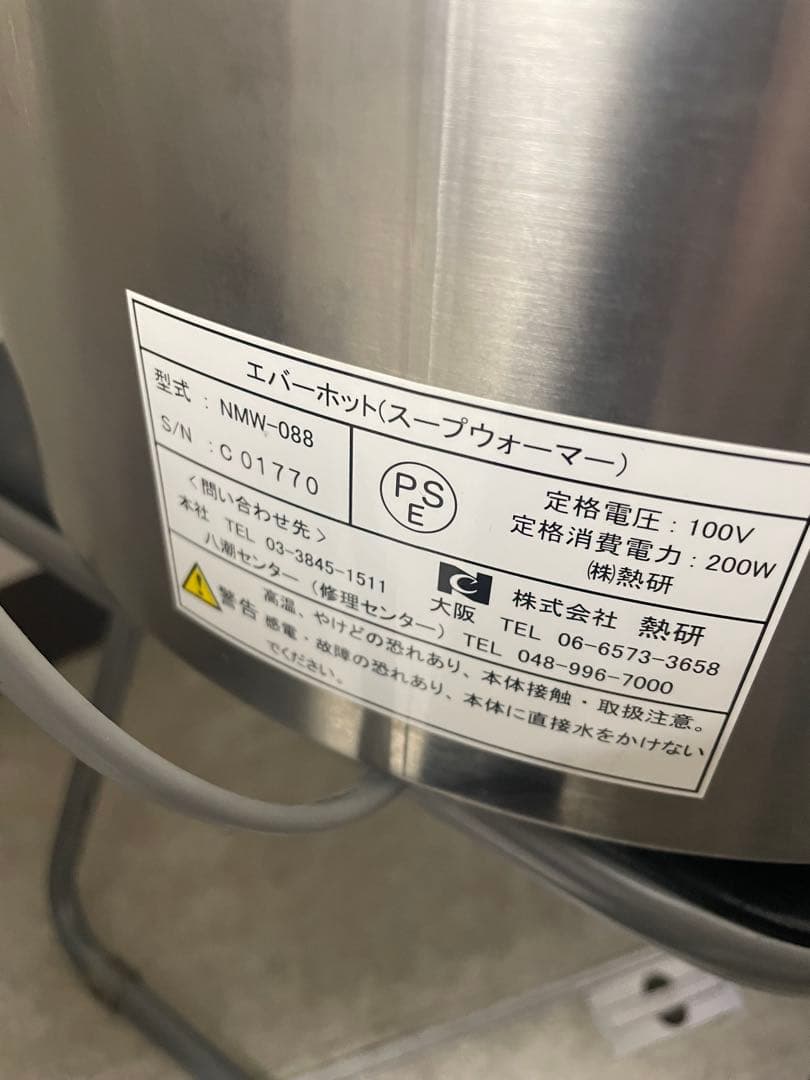 エバーホット(スープウォーマー)
型式 : NMW-088
S/N : C01770
PS
E
定格電圧 : 100V
定格消費電力 : 200W
㈱熱研
<問い合わせ先>
株式会社 熱研
本社 TEL 03-3845-1511
大阪 TEL 06-6573-3658
八潮センター (修理センター) TEL 048-996-7000
警告
高温、やけどの恐れあり、本体接触・取扱注意。
感電・故障の恐れあり、本体に直接水をかけない
でください。